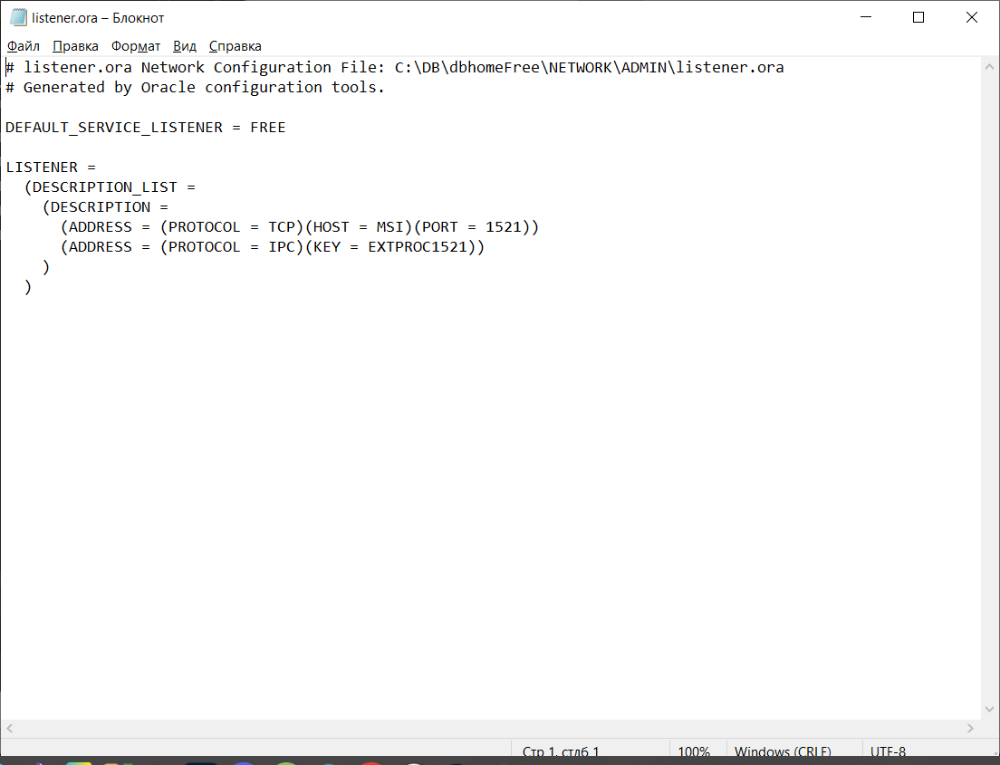 listener.ora – Блокнот
Файл Правка Формат Вид Справка
# listener.ora Network Configuration File: C:\DB\dbhomeFree\NETWORK\ADMIN\listener.ora
# Generated by Oracle configuration tools.
DEFAULT_SERVICE_LISTENER = FREE
LISTENER =
  (DESCRIPTION_LIST =
    (DESCRIPTION =
      (ADDRESS = (PROTOCOL = TCP)(HOST = MSI)(PORT = 1521))
      (ADDRESS = (PROTOCOL = IPC)(KEY = EXTPROC1521))
    )
  )
Стр 1, стлб 1 100% Windows (CRLF) UTF-8